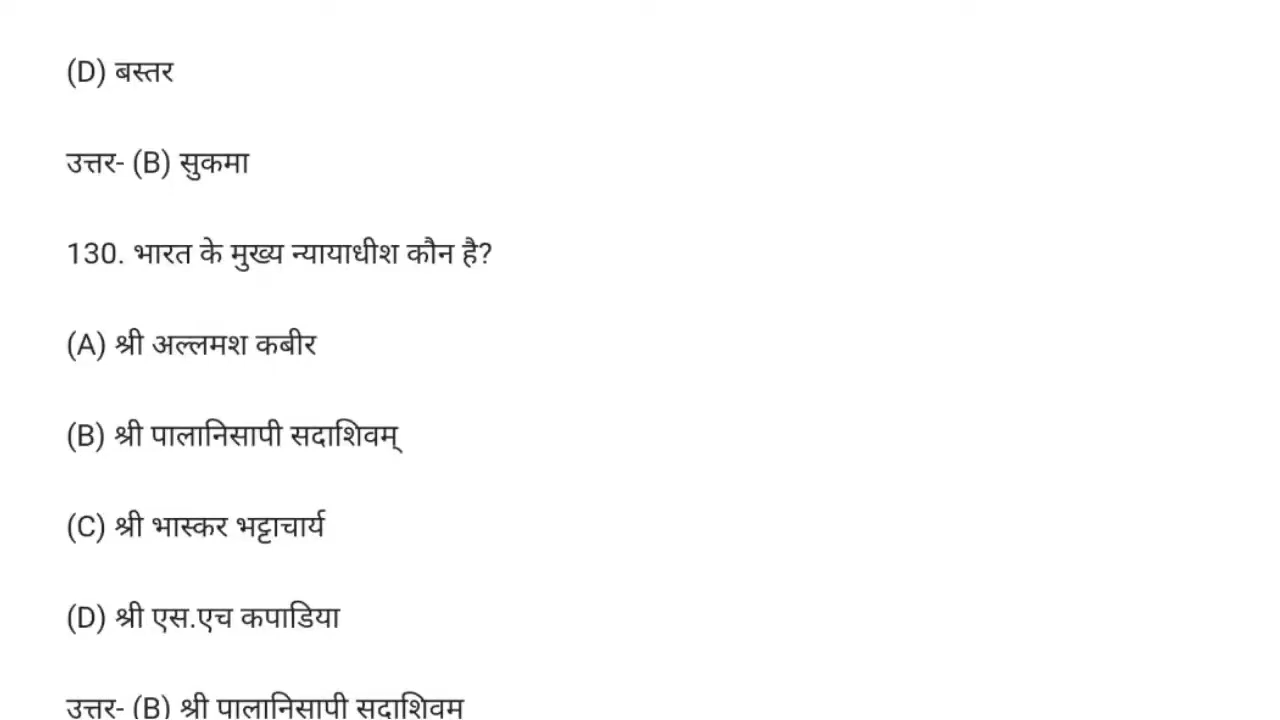 (D) बस्तर
उत्तर- (B) सुकमा
130. भारत के मुख्य न्यायाधीश कौन है?
(A) श्री अल्लमश कबीर
(B) श्री पालानिसापी सदाशिवम्
(C) श्री भास्कर भट्टाचार्य
(D) श्री एस.एच कपाडिया
उत्तर- (B) श्री पालानिसापी सदाशिवम